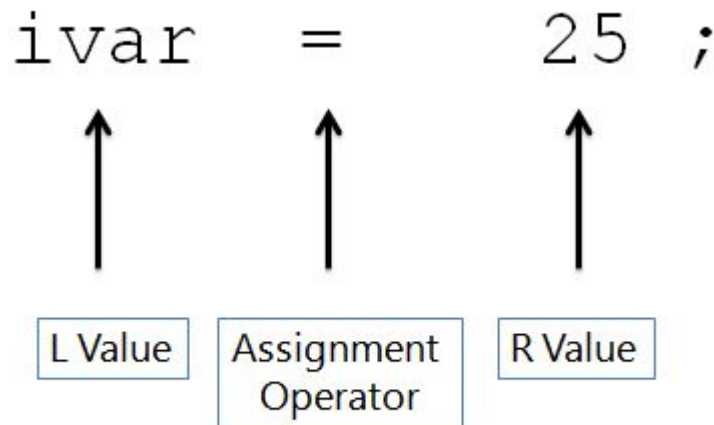 ivar = 25 ;
L Value
Assignment
Operator
R Value